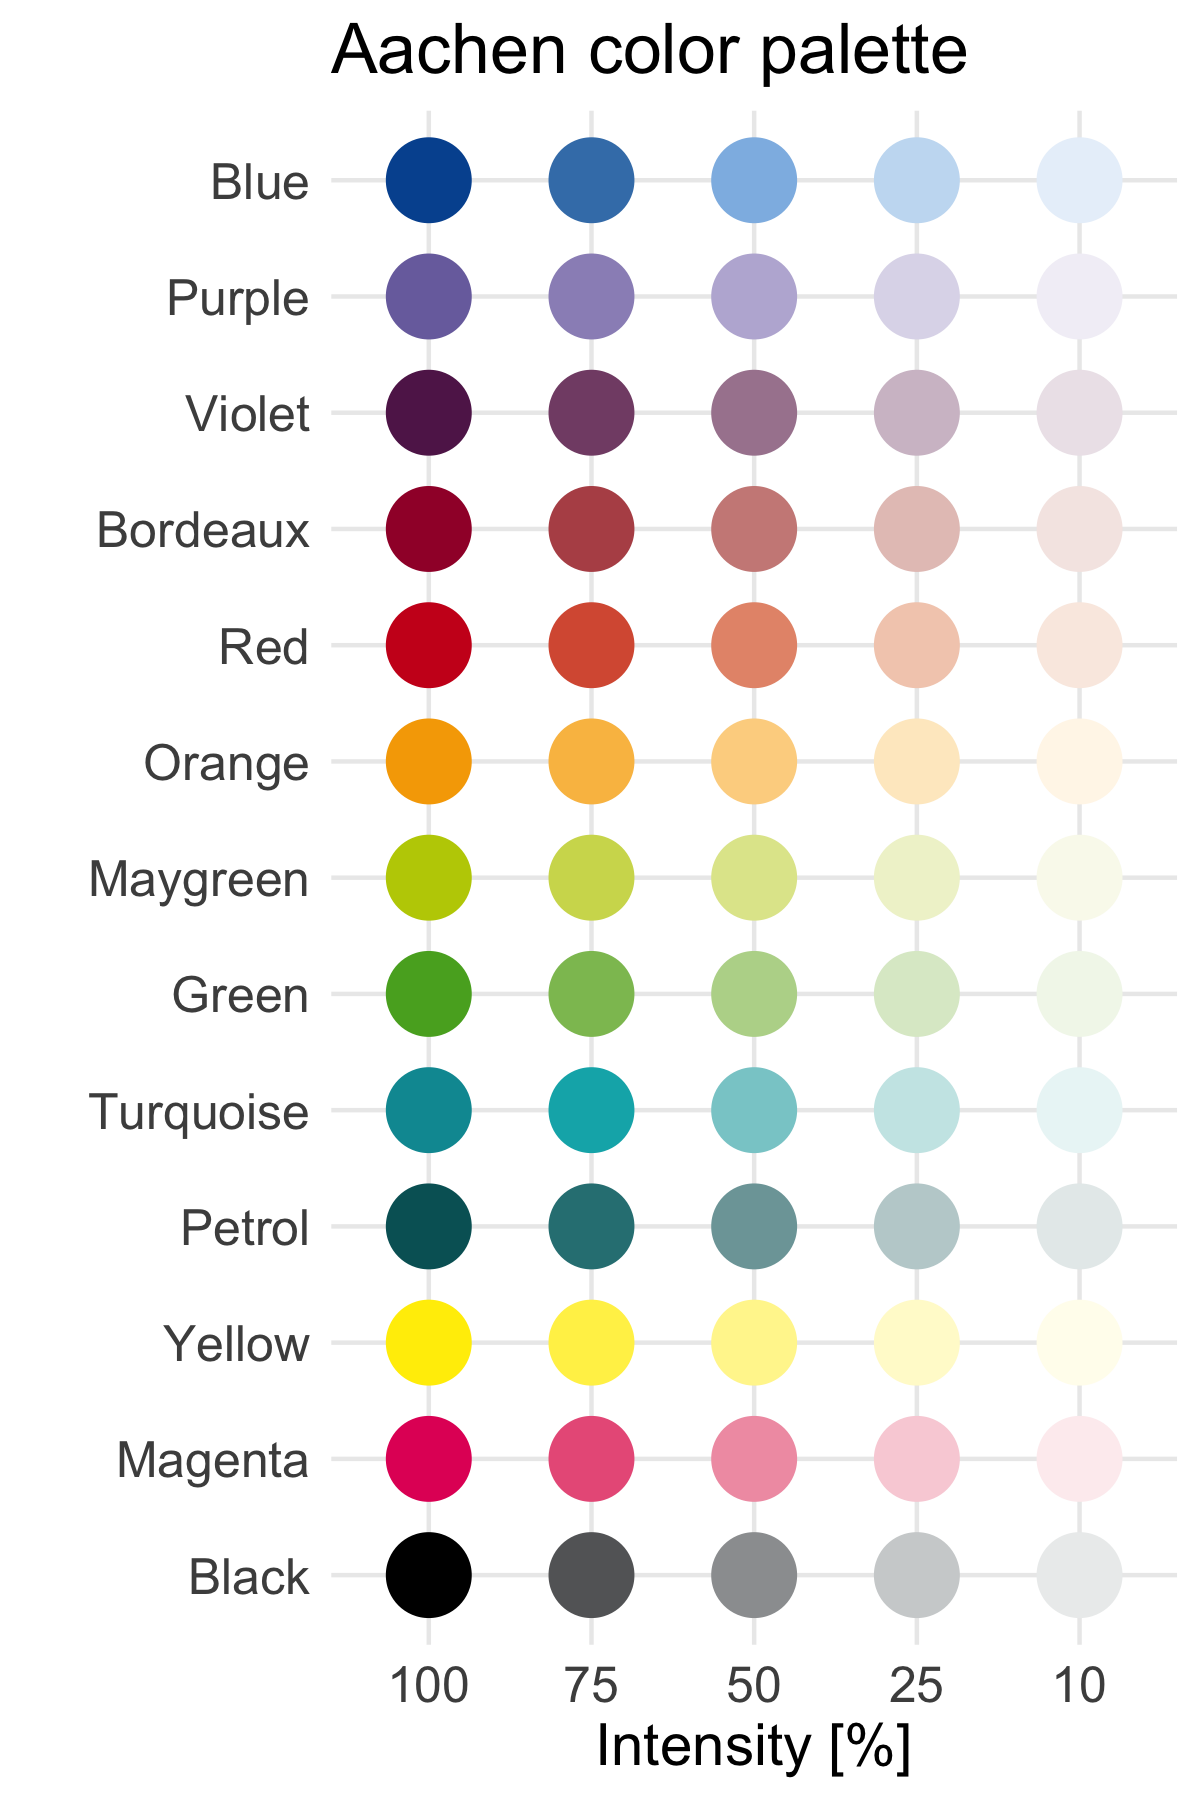 Aachen color palette
Blue
Purple
Violet
Bordeaux
Red
Orange
Maygreen
Green
Turquoise
Petrol
Yellow
Magenta
Black
100 75 50 25 10
Intensity [%]